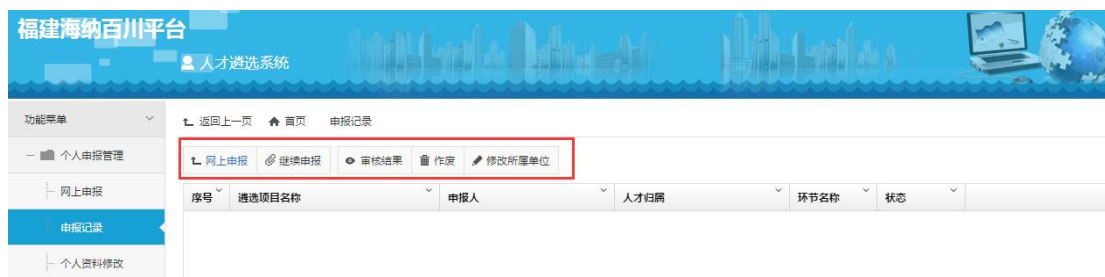 福建海纳百川平台
人才遴选系统
功能菜单
返回上一页 首页 申报记录
个人申报管理
网上申报 继续申报 审核结果 作废 修改所属单位
网上申报
序号 遴选项目名称 申报人 人才归属 环节名称 状态
申报记录
个人资料修改